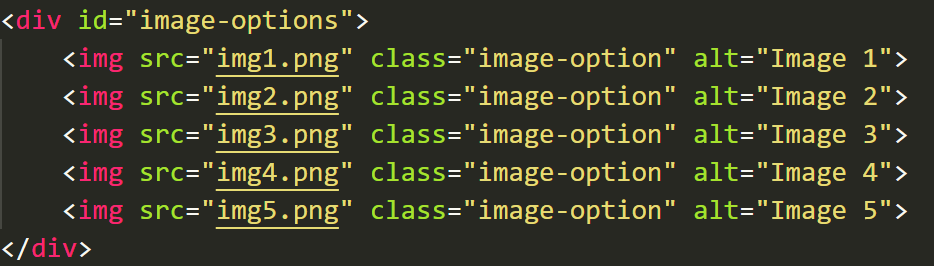 <div id="image-options">
    <img src="img1.png" class="image-option" alt="Image 1">
    <img src="img2.png" class="image-option" alt="Image 2">
    <img src="img3.png" class="image-option" alt="Image 3">
    <img src="img4.png" class="image-option" alt="Image 4">
    <img src="img5.png" class="image-option" alt="Image 5">
</div>